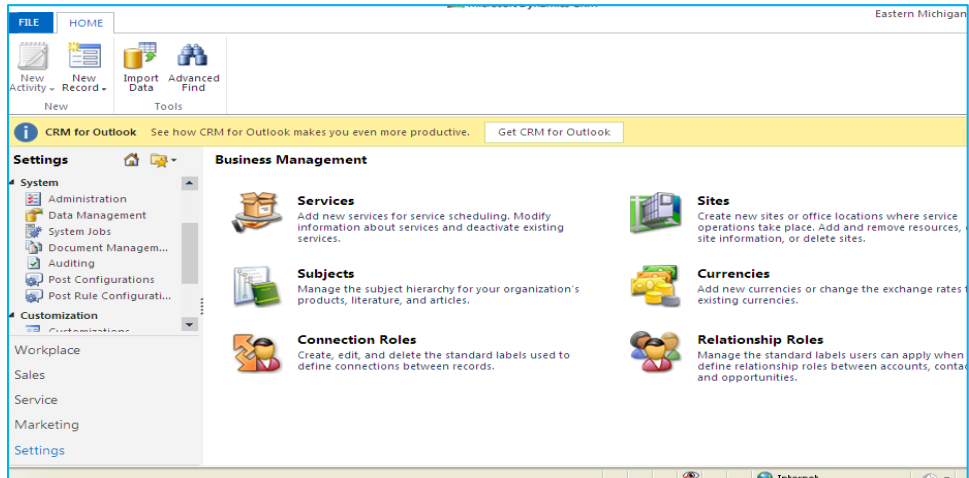 Microsoft Dynamics CRM
Eastern Michigan
FILE HOME
New Activity
New Record
Import Data
Advanced Find
New
Tools
CRM for Outlook See how CRM for Outlook makes you even more productive. Get CRM for Outlook
Settings
System
Administration
Data Management
System Jobs
Document Managem...
Auditing
Post Configurations
Post Rule Configurati...
Customization
Customizations
Workplace
Sales
Service
Marketing
Settings
Business Management
Services
Add new services for service scheduling. Modify
information about services and deactivate existing
services.
Sites
Create new sites or office locations where service
operations take place. Add and remove resources,
site information, or delete sites.
Subjects
Manage the subject hierarchy for your organization's
products, literature, and articles.
Currencies
Add new currencies or change the exchange rates f
existing currencies.
Connection Roles
Create, edit, and delete the standard labels used to
define connections between records.
Relationship Roles
Manage the standard labels users can apply when
define relationship roles between accounts, contac
and opportunities.
Internet